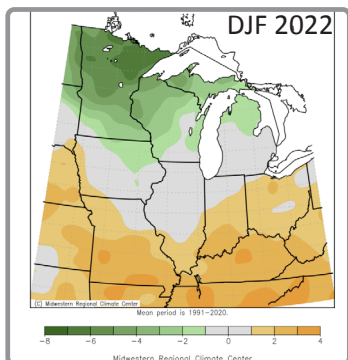 DJF 2022
(C) Midwestern Regional Climate Center
Mean period is 1991-2020.
-8 -6 -4 -2 0 2 4
Midwestern Regional Climate Center